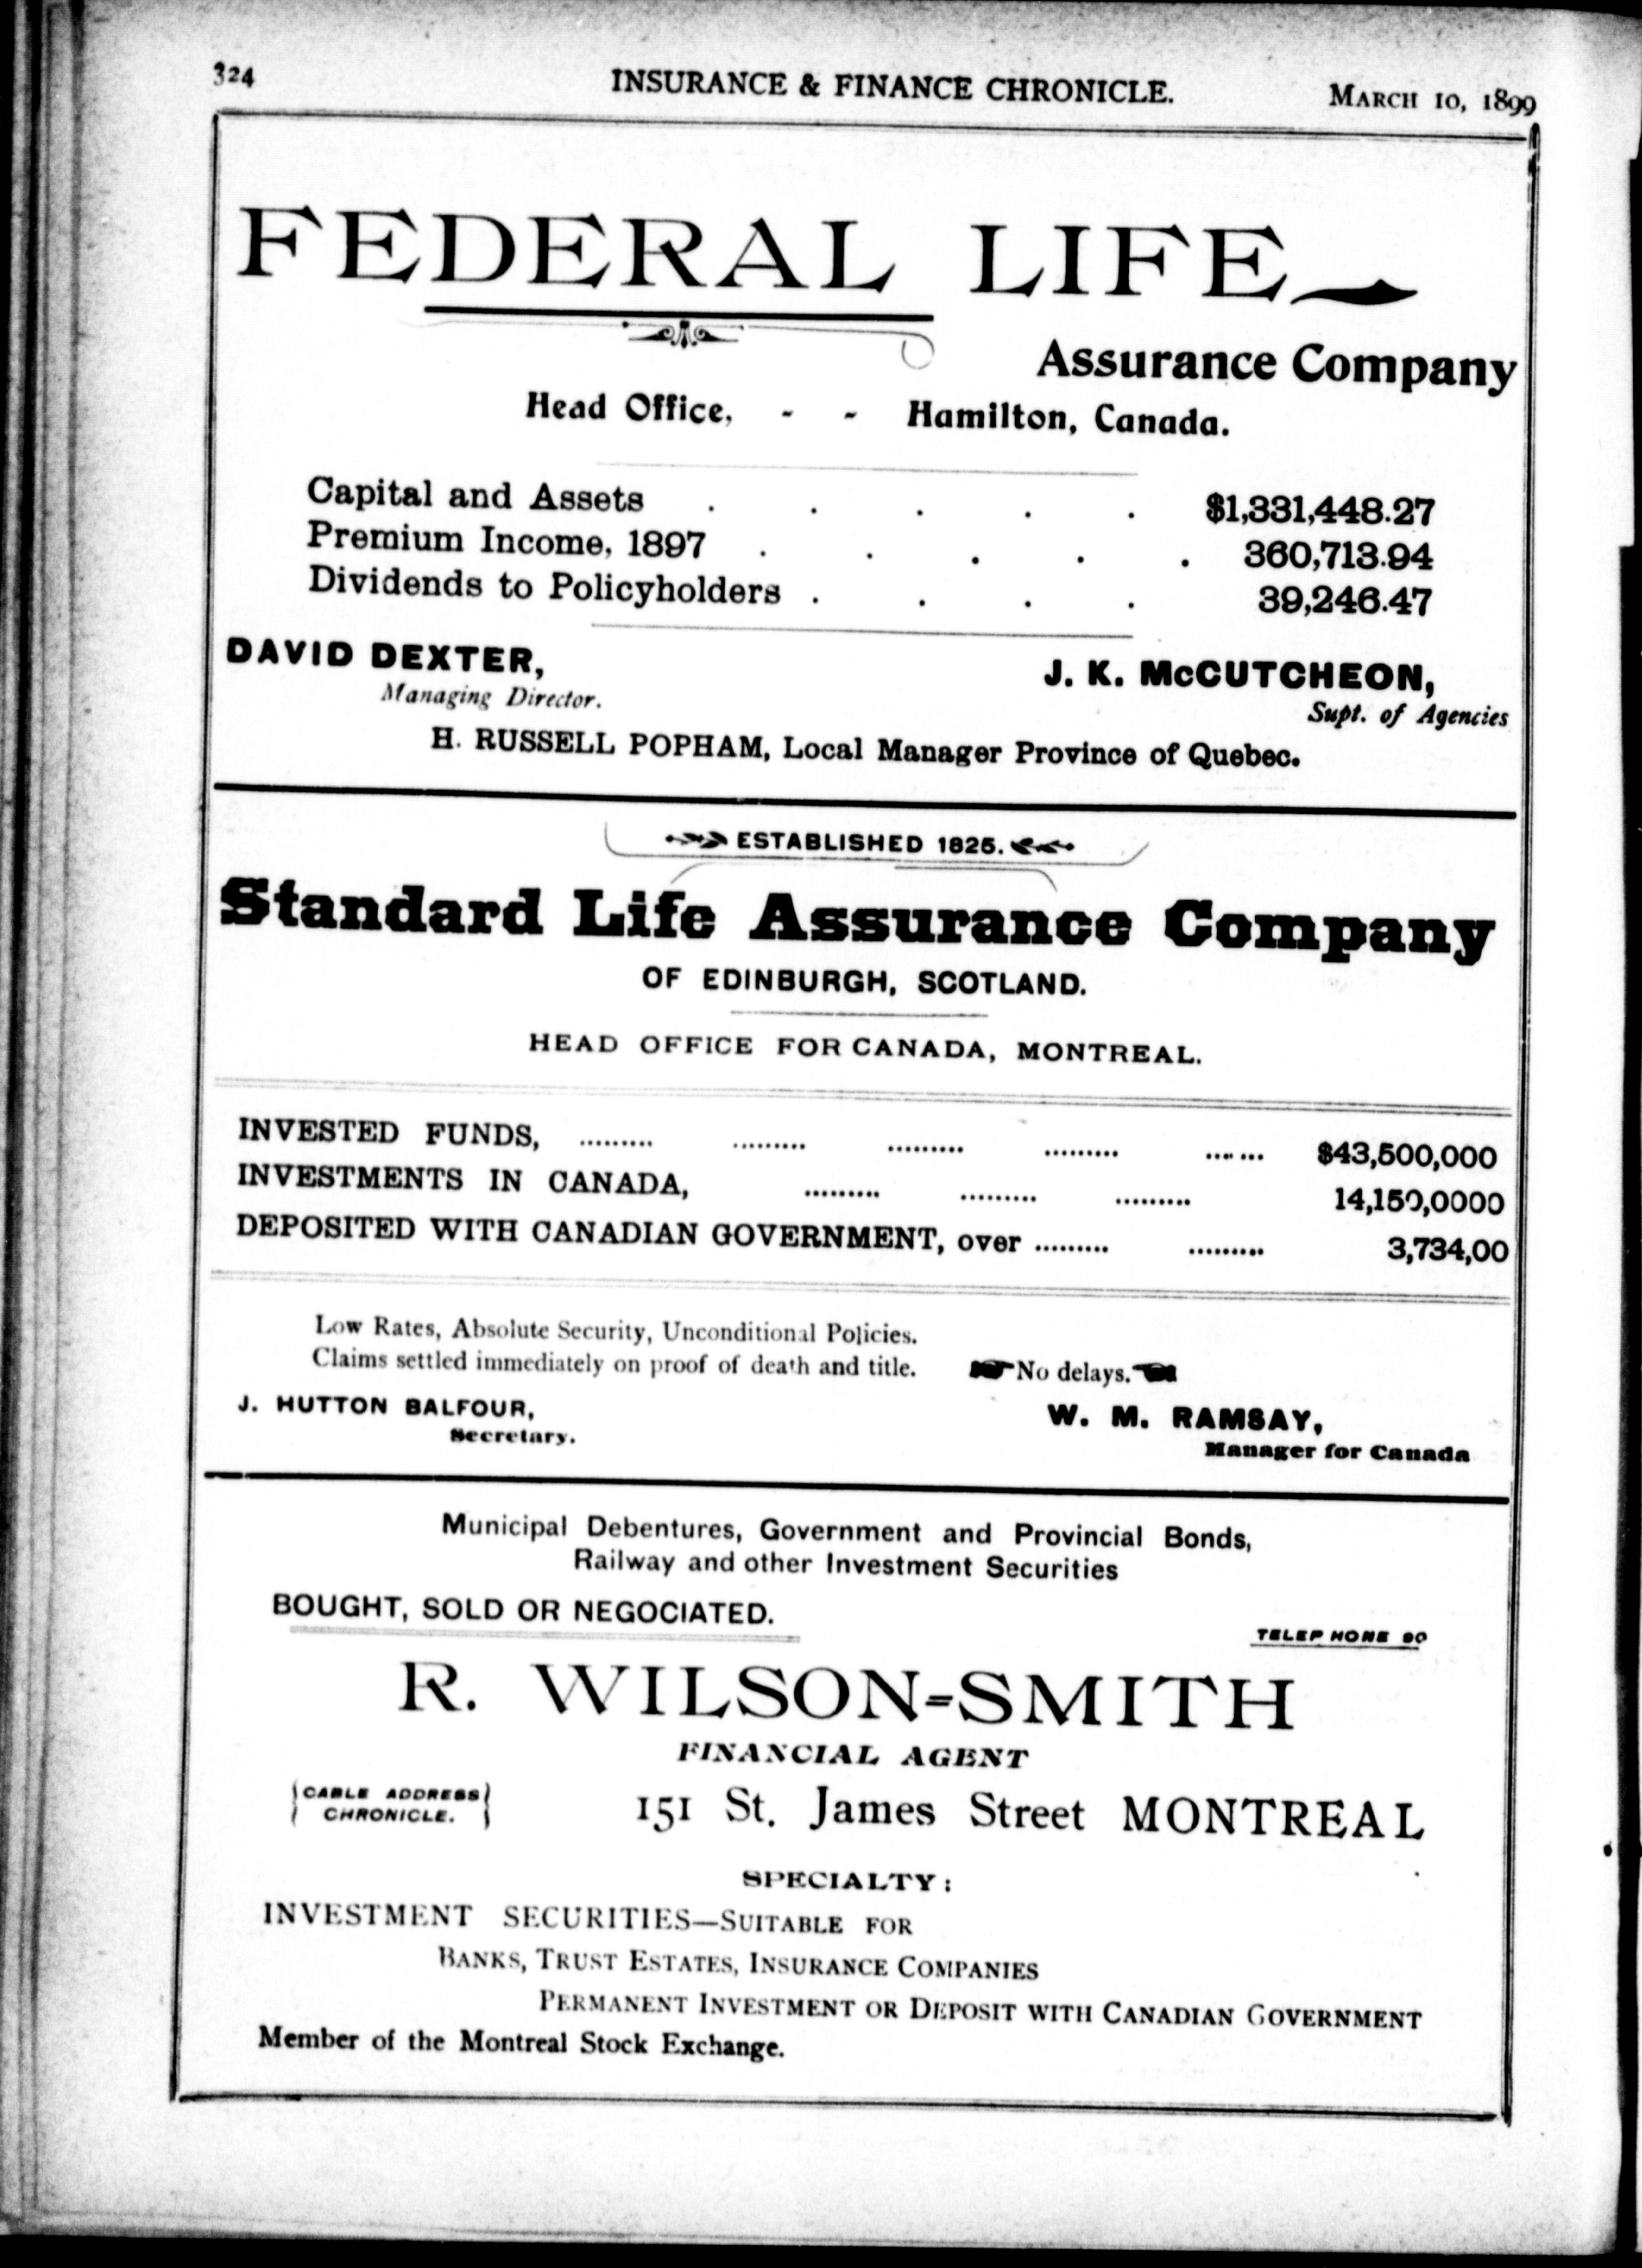 324 INSURANCE & FINANCE CHRONICLE. MARCH 10, 1899
FEDERAL LIFE
Assurance Company
Head Office, - - Hamilton, Canada.
Capital and Assets . . . . . $1,331,448.27
Premium Income, 1897 . . . . . 360,713.94
Dividends to Policyholders . . . . 39,246.47
DAVID DEXTER, J. K. McCUTCHEON,
Managing Director. Supt. of Agencies
H. RUSSELL POPHAM, Local Manager Province of Quebec.
ESTABLISHED 1825.
Standard Life Assurance Company
OF EDINBURGH, SCOTLAND.
HEAD OFFICE FOR CANADA, MONTREAL.
INVESTED FUNDS, ......... ......... ......... ......... ....... $43,500,000
INVESTMENTS IN CANADA, ......... ......... ......... 14,150,0000
DEPOSITED WITH CANADIAN GOVERNMENT, over ......... ......... 3,734,00
Low Rates, Absolute Security, Unconditional Policies.
Claims settled immediately on proof of death and title. No delays.
J. HUTTON BALFOUR, W. M. RAMSAY,
Secretary. Manager for Canada
Municipal Debentures, Government and Provincial Bonds,
Railway and other Investment Securities
BOUGHT, SOLD OR NEGOCIATED.
TELEPHONE 90
R. WILSON-SMITH
FINANCIAL AGENT
CABLE ADDRESS
CHRONICLE.
151 St. James Street MONTREAL
SPECIALTY:
INVESTMENT SECURITIES—SUITABLE FOR
BANKS, TRUST ESTATES, INSURANCE COMPANIES
PERMANENT INVESTMENT OR DEPOSIT WITH CANADIAN GOVERNMENT
Member of the Montreal Stock Exchange.